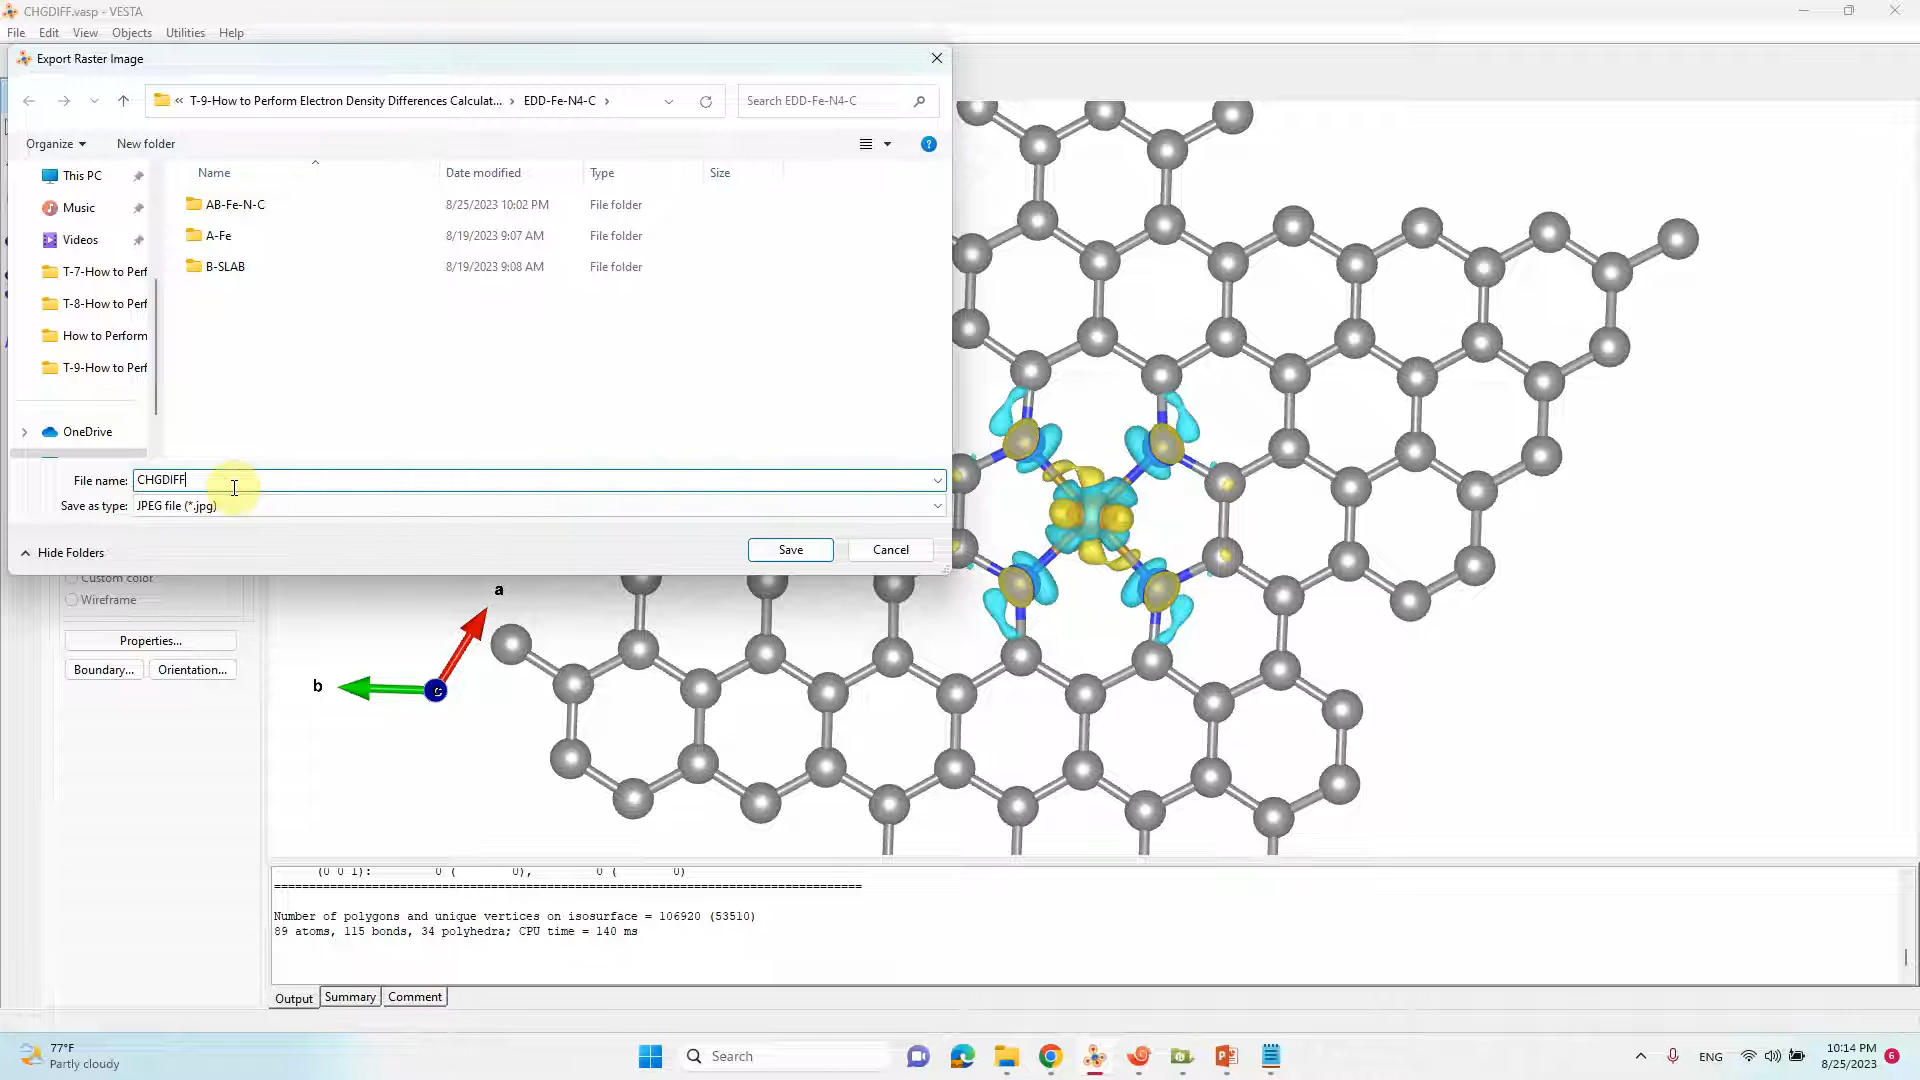 CHGDIFF.vasp - VESTA
File Edit View Objects Utilities Help
Export Raster Image
« T-9-How to Perform Electron Density Differences Calculat... › EDD-Fe-N4-C ›
Search EDD-Fe-N4-C
Organize New folder
Name Date modified Type Size
This PC
Music
Videos
T-7-How to Perf
T-8-How to Perf
How to Perform
T-9-How to Perf
OneDrive
AB-Fe-N-C 8/25/2023 10:02 PM File folder
A-Fe 8/19/2023 9:07 AM File folder
B-SLAB 8/19/2023 9:08 AM File folder
File name: CHGDIFF
Save as type: JPEG file (*.jpg)
Hide Folders
Save Cancel
Custom color
Wireframe
Properties...
Boundary... Orientation...
a
b
c
(0 0 1): 0 ( 0), 0 ( 0)
================================================================================
Number of polygons and unique vertices on isosurface = 106920 (53510)
89 atoms, 115 bonds, 34 polyhedra; CPU time = 140 ms
Output Summary Comment
77°F
Partly cloudy
Search
ENG
10:14 PM
8/25/2023
6